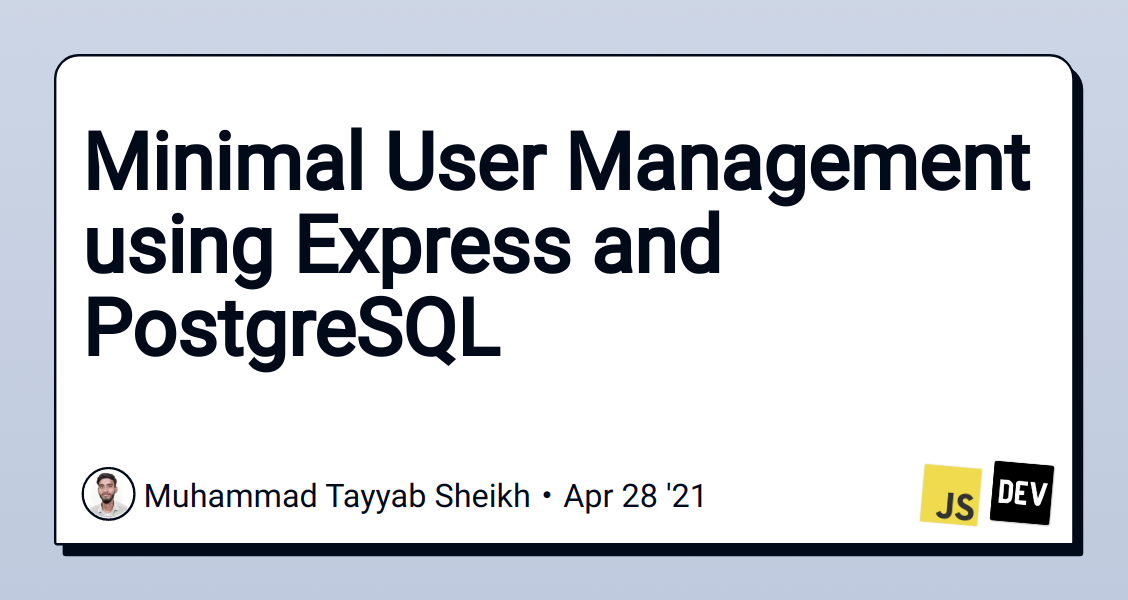 Minimal User Management
using Express and
PostgreSQL
Muhammad Tayyab Sheikh • Apr 28 '21
JS
DEV